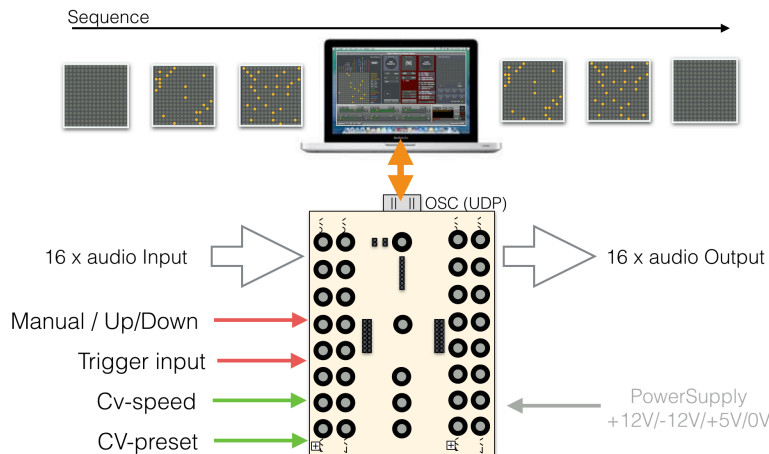 Sequence
OSC (UDP)
16 x audio Input
16 x audio Output
Manual / Up/Down
Trigger input
Cv-speed
PowerSupply
+12V/-12V/+5V/0V
CV-preset